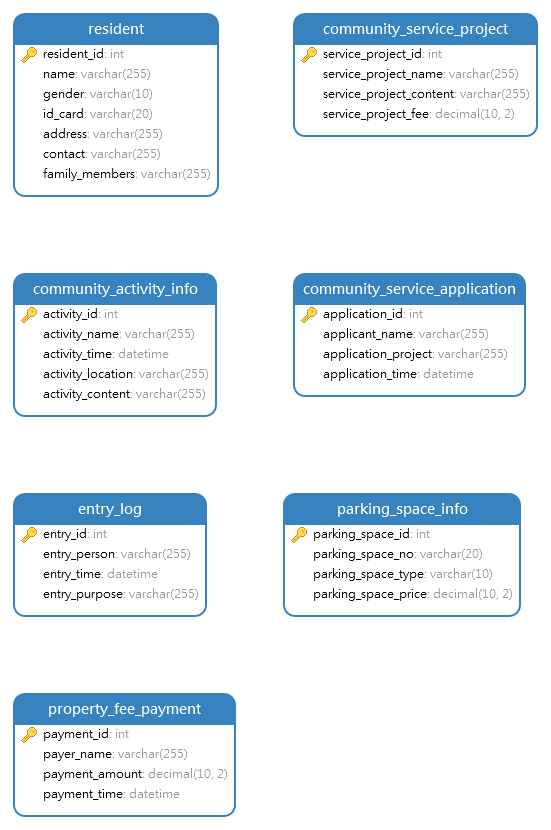 resident
resident_id: int
name: varchar(255)
gender: varchar(10)
id_card: varchar(20)
address: varchar(255)
contact: varchar(255)
family_members: varchar(255)
community_service_project
service_project_id: int
service_project_name: varchar(255)
service_project_content: varchar(255)
service_project_fee: decimal(10, 2)
community_activity_info
activity_id: int
activity_name: varchar(255)
activity_time: datetime
activity_location: varchar(255)
activity_content: varchar(255)
community_service_application
application_id: int
applicant_name: varchar(255)
application_project: varchar(255)
application_time: datetime
entry_log
entry_id: int
entry_person: varchar(255)
entry_time: datetime
entry_purpose: varchar(255)
parking_space_info
parking_space_id: int
parking_space_no: varchar(20)
parking_space_type: varchar(10)
parking_space_price: decimal(10, 2)
property_fee_payment
payment_id: int
payer_name: varchar(255)
payment_amount: decimal(10, 2)
payment_time: datetime